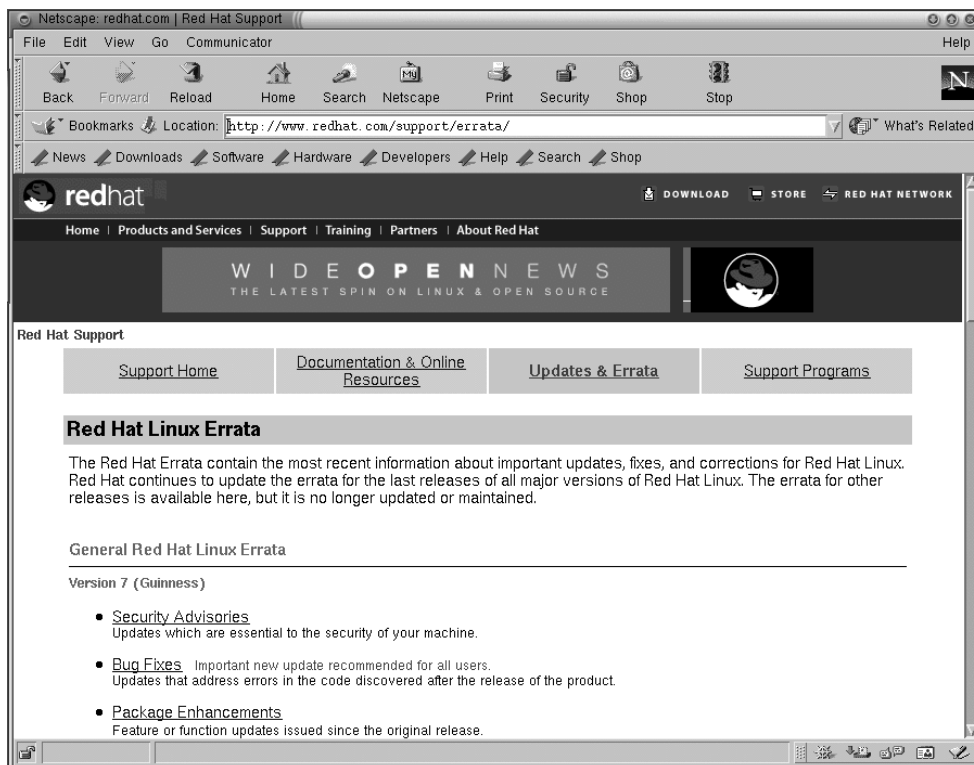 Netscape: redhat.com | Red Hat Support
File Edit View Go Communicator Help
Back Forward Reload Home Search My Netscape Print Security Shop Stop N
Bookmarks Location: http://www.redhat.com/support/errata/ What's Related
News Downloads Software Hardware Developers Help Search Shop
redhat DOWNLOAD STORE RED HAT NETWORK
Home | Products and Services | Support | Training | Partners | About Red Hat
WIDE OPEN NEWS
THE LATEST SPIN ON LINUX & OPEN SOURCE
Red Hat Support
Support Home
Documentation & Online
Resources
Updates & Errata
Support Programs
Red Hat Linux Errata
The Red Hat Errata contain the most recent information about important updates, fixes, and corrections for Red Hat Linux.
Red Hat continues to update the errata for the last releases of all major versions of Red Hat Linux. The errata for other
releases is available here, but it is no longer updated or maintained.
General Red Hat Linux Errata
Version 7 (Guinness)
• Security Advisories
Updates which are essential to the security of your machine.
• Bug Fixes Important new update recommended for all users.
Updates that address errors in the code discovered after the release of the product.
• Package Enhancements
Feature or function updates issued since the original release.